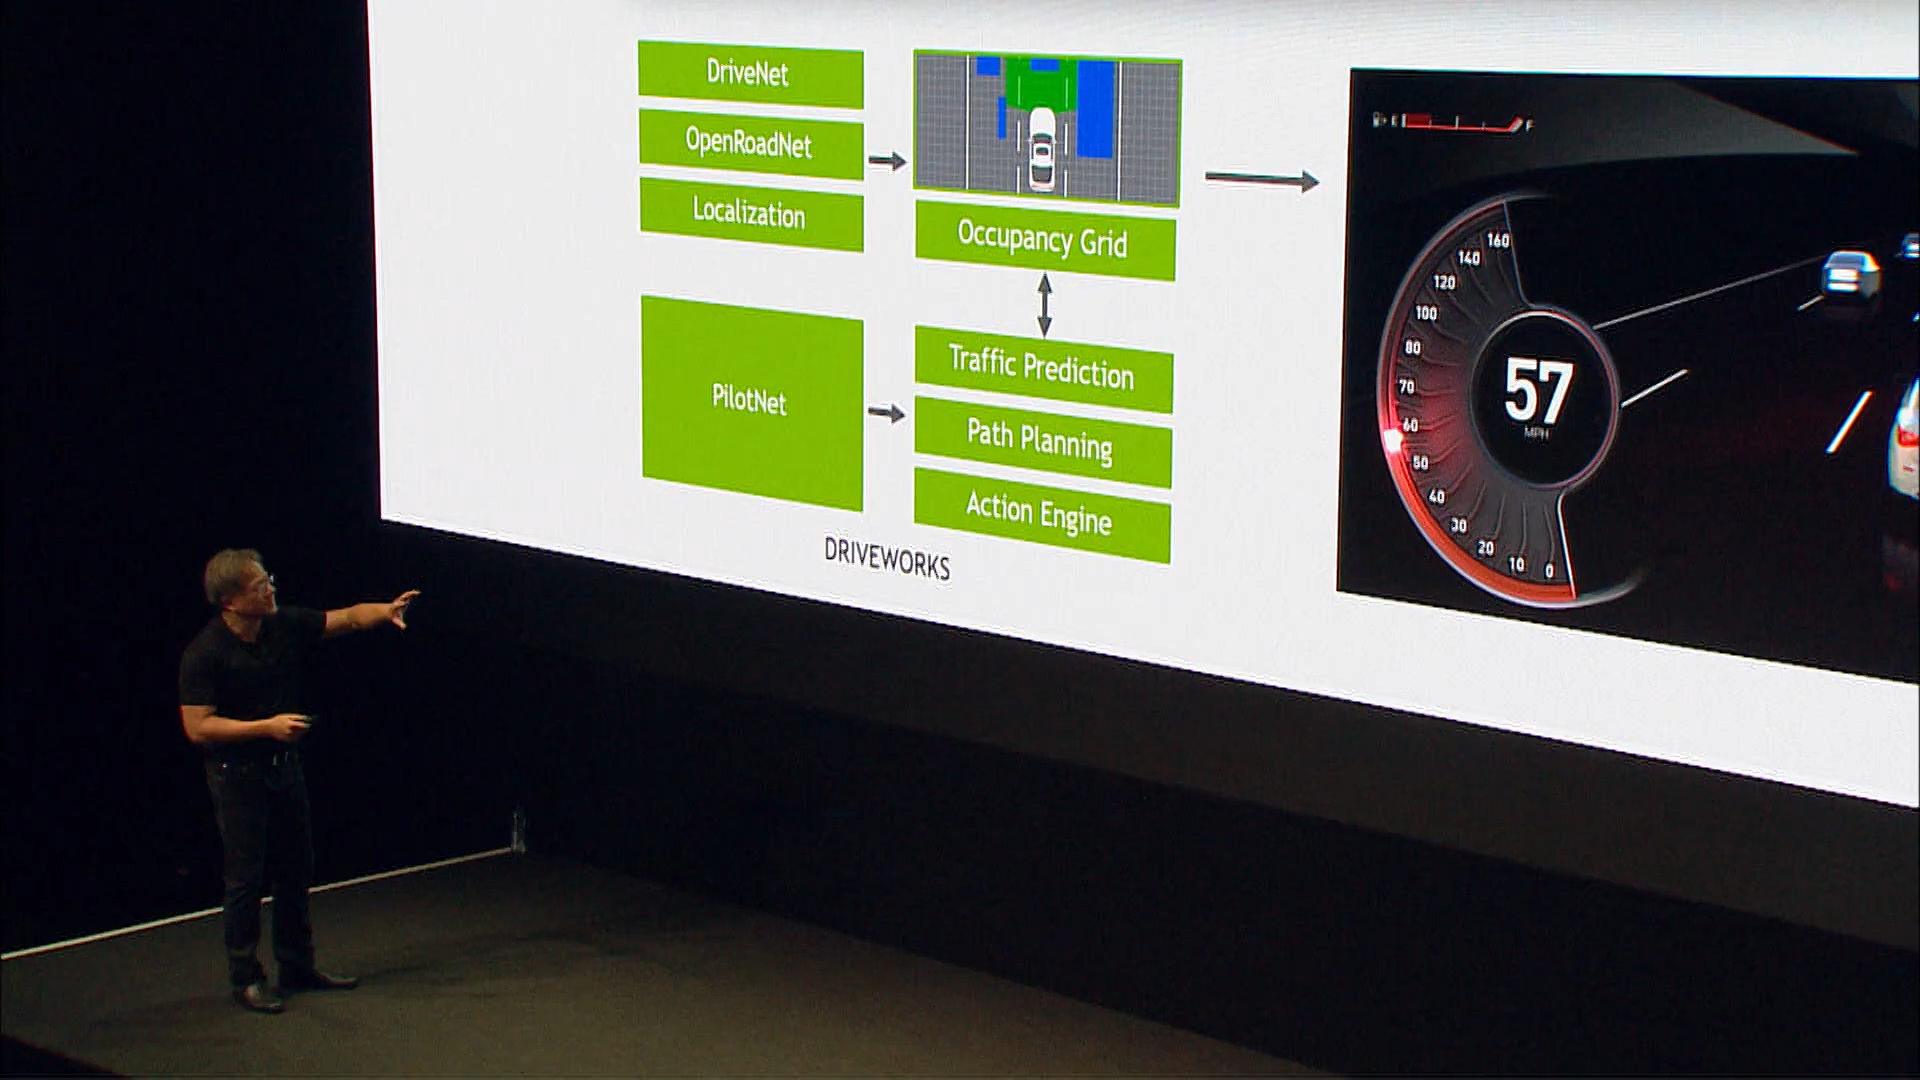 DriveNet
OpenRoadNet
Localization
PilotNet
Occupancy Grid
Traffic Prediction
Path Planning
Action Engine
DRIVEWORKS
E F
160
140
120
100
80
70
60
50
40
30
20
10
0
57
MPH